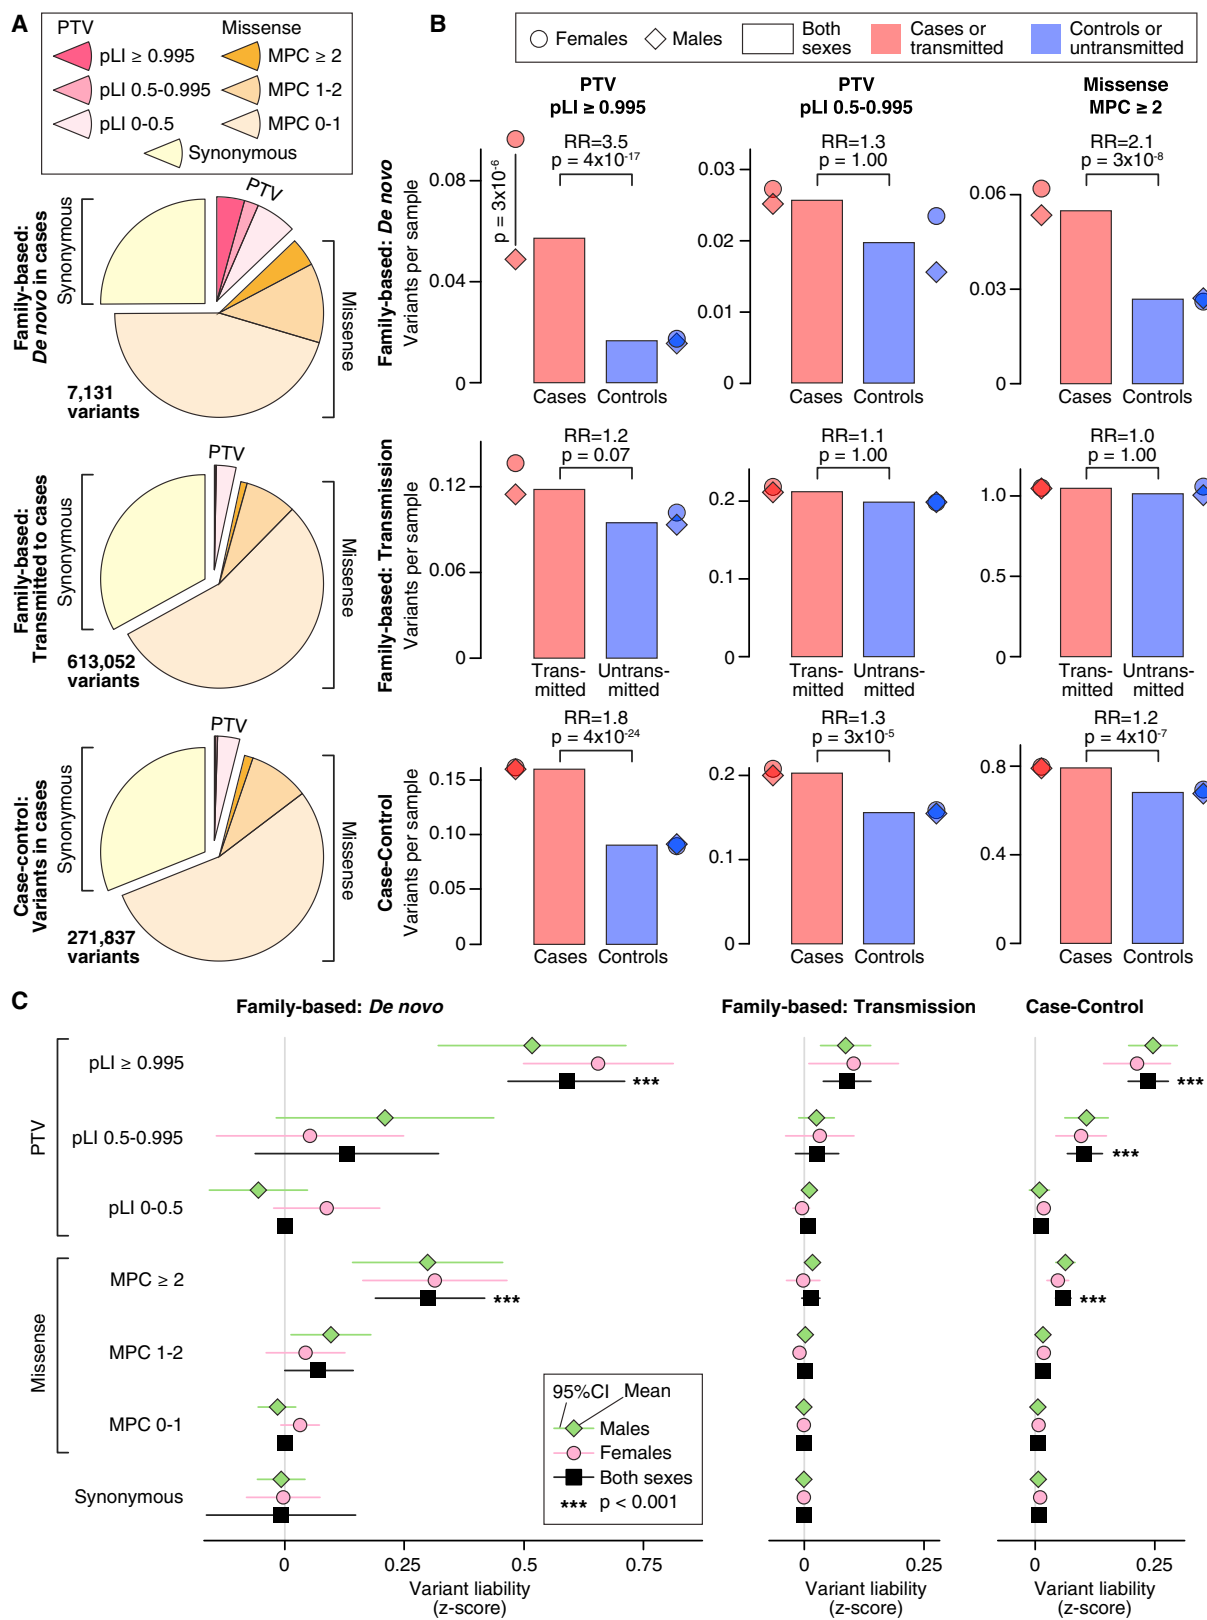 A
PTV
Missense
pLI ≥ 0.995
MPC ≥ 2
pLI 0.5-0.995
MPC 1-2
pLI 0-0.5
MPC 0-1
Synonymous
Family-based:
De novo in cases
Synonymous
PTV
Missense
7,131
variants
Family-based:
Transmitted to cases
Synonymous
PTV
Missense
613,052
variants
Case-control:
Variants in cases
Synonymous
PTV
Missense
271,837
variants
B
Females
Males
Both
sexes
Cases or
transmitted
Controls or
untransmitted
PTV
pLI ≥ 0.995
PTV
pLI 0.5-0.995
Missense
MPC ≥ 2
Family-based: De novo
Variants per sample
RR=3.5
p = 4x10⁻¹⁷
p = 3x10⁻⁶
0.08
0.04
0
Cases Controls
RR=1.3
p = 1.00
0.03
0.02
0.01
0
Cases Controls
RR=2.1
p = 3x10⁻⁸
0.06
0.03
0
Cases Controls
Family-based: Transmission
Variants per sample
RR=1.2
p = 0.07
0.12
0.06
0
Trans- Untrans-
mitted mitted
RR=1.1
p = 1.00
0.2
0.1
0
Trans- Untrans-
mitted mitted
RR=1.0
p = 1.00
1.0
0.5
0
Trans- Untrans-
mitted mitted
Case-Control
Variants per sample
RR=1.8
p = 4x10⁻²⁴
0.15
0.10
0.05
0
Cases Controls
RR=1.3
p = 3x10⁻⁵
0.2
0.1
0
Cases Controls
RR=1.2
p = 4x10⁻⁷
0.8
0.4
0
Cases Controls
C
Family-based: De novo
Family-based: Transmission
Case-Control
PTV
pLI ≥ 0.995
*** ***
pLI 0.5-0.995
***
pLI 0-0.5
Missense
MPC ≥ 2
*** ***
MPC 1-2
MPC 0-1
Synonymous
95%CI Mean
Males
Females
Both sexes
*** p < 0.001
0 0.25 0.5 0.75
Variant liability
(z-score)
0 0.25
Variant liability
(z-score)
0 0.25
Variant liability
(z-score)